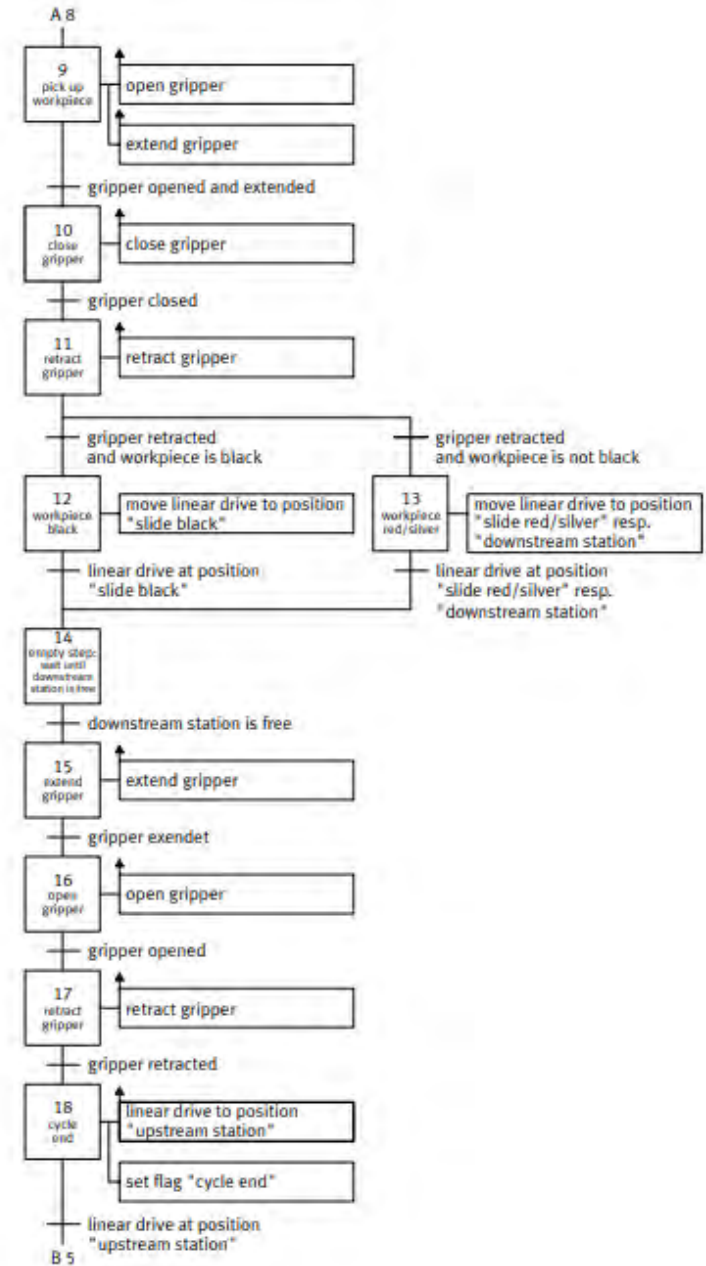 A 8
9
pick up
workpiece
open gripper
extend gripper
gripper opened and extended
10
close
gripper
close gripper
gripper closed
11
retract
gripper
retract gripper
gripper retracted
and workpiece is black
gripper retracted
and workpiece is not black
12
workpiece
black
move linear drive to position
"slide black"
13
workpiece
red/silver
move linear drive to position
"slide red/silver" resp.
"downstream station"
linear drive at position
"slide black"
linear drive at position
"slide red/silver" resp.
"downstream station"
14
empty step:
wait until
downstream
station is free
downstream station is free
15
extend
gripper
extend gripper
gripper exendet
16
open
gripper
open gripper
gripper opened
17
retract
gripper
retract gripper
gripper retracted
18
cycle
end
linear drive to position
"upstream station"
set flag "cycle end"
linear drive at position
"upstream station"
B 5